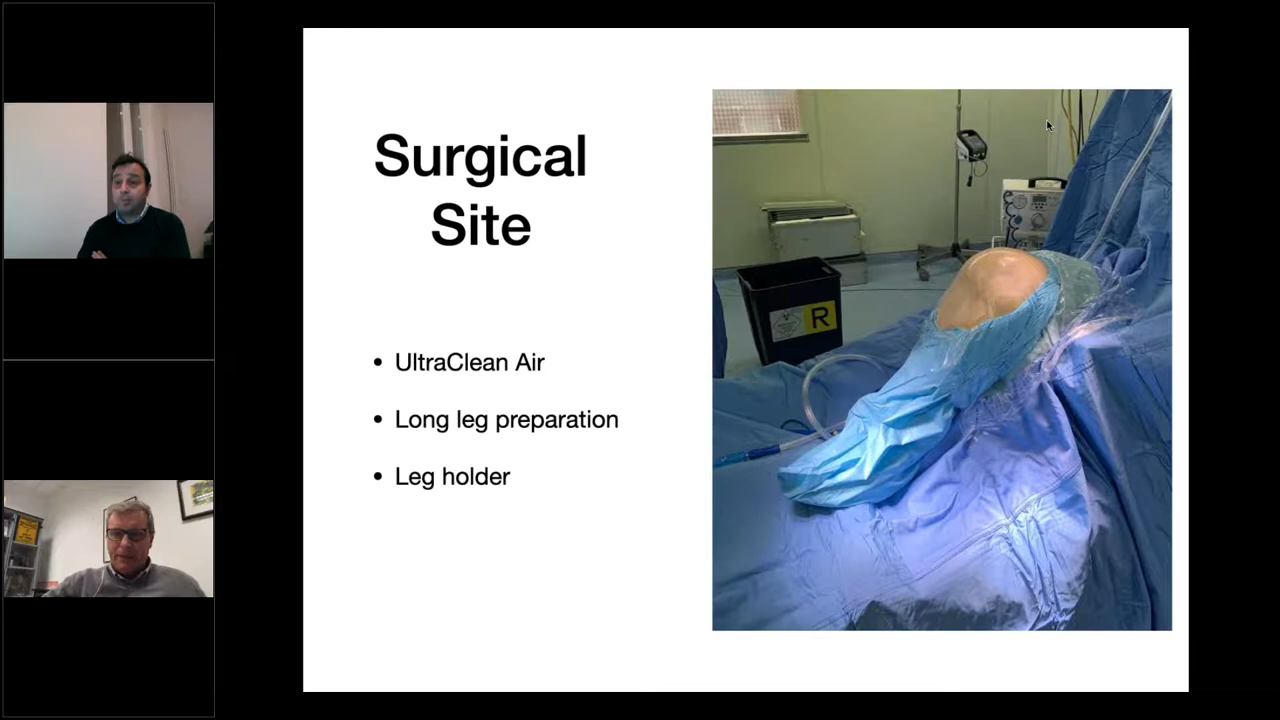 Surgical
Site
• UltraClean Air
• Long leg preparation
• Leg holder
R